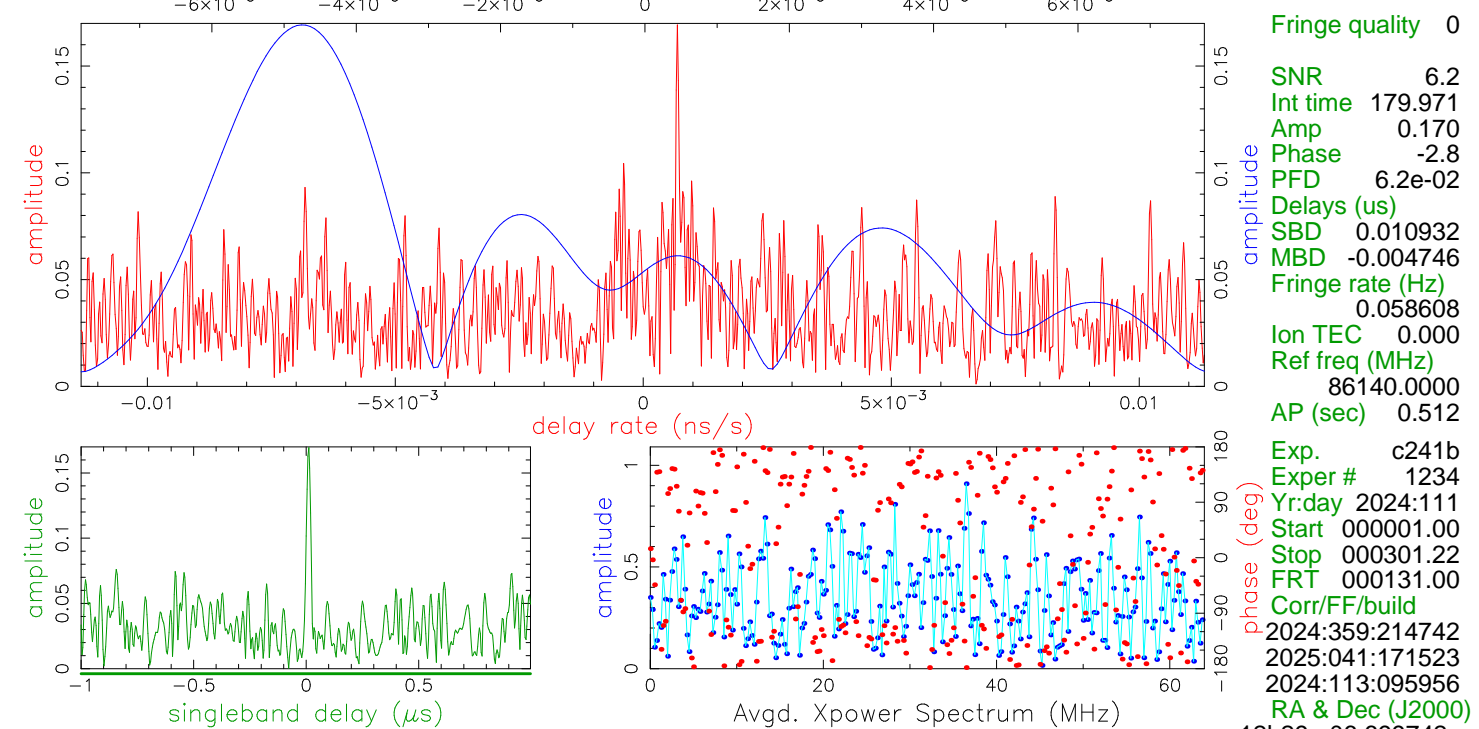 Fringe quality 0
SNR 6.2
Int time 179.971
Amp 0.170
Phase -2.8
PFD 6.2e-02
Delays (us)
SBD 0.010932
MBD -0.004746
Fringe rate (Hz)
0.058608
Ion TEC 0.000
Ref freq (MHz)
86140.0000
AP (sec) 0.512
Exp. c241b
Exper # 1234
Yr:day 2024:111
Start 000001.00
Stop 000301.22
FRT 000131.00
Corr/FF/build
2024:359:214742
2025:041:171523
2024:113:095956
RA & Dec (J2000)
amplitude
0 0.05 0.1 0.15
amplitude
0 0.05 0.1 0.15
−0.01 −5×10⁻³ 0 5×10⁻³ 0.01
delay rate (ns/s)
amplitude
0 0.05 0.1 0.15
−1 −0.5 0 0.5
singleband delay (μs)
amplitude
0 0.5 1
phase (deg)
−180 −90 0 90 180
0 20 40 60
Avgd. Xpower Spectrum (MHz)